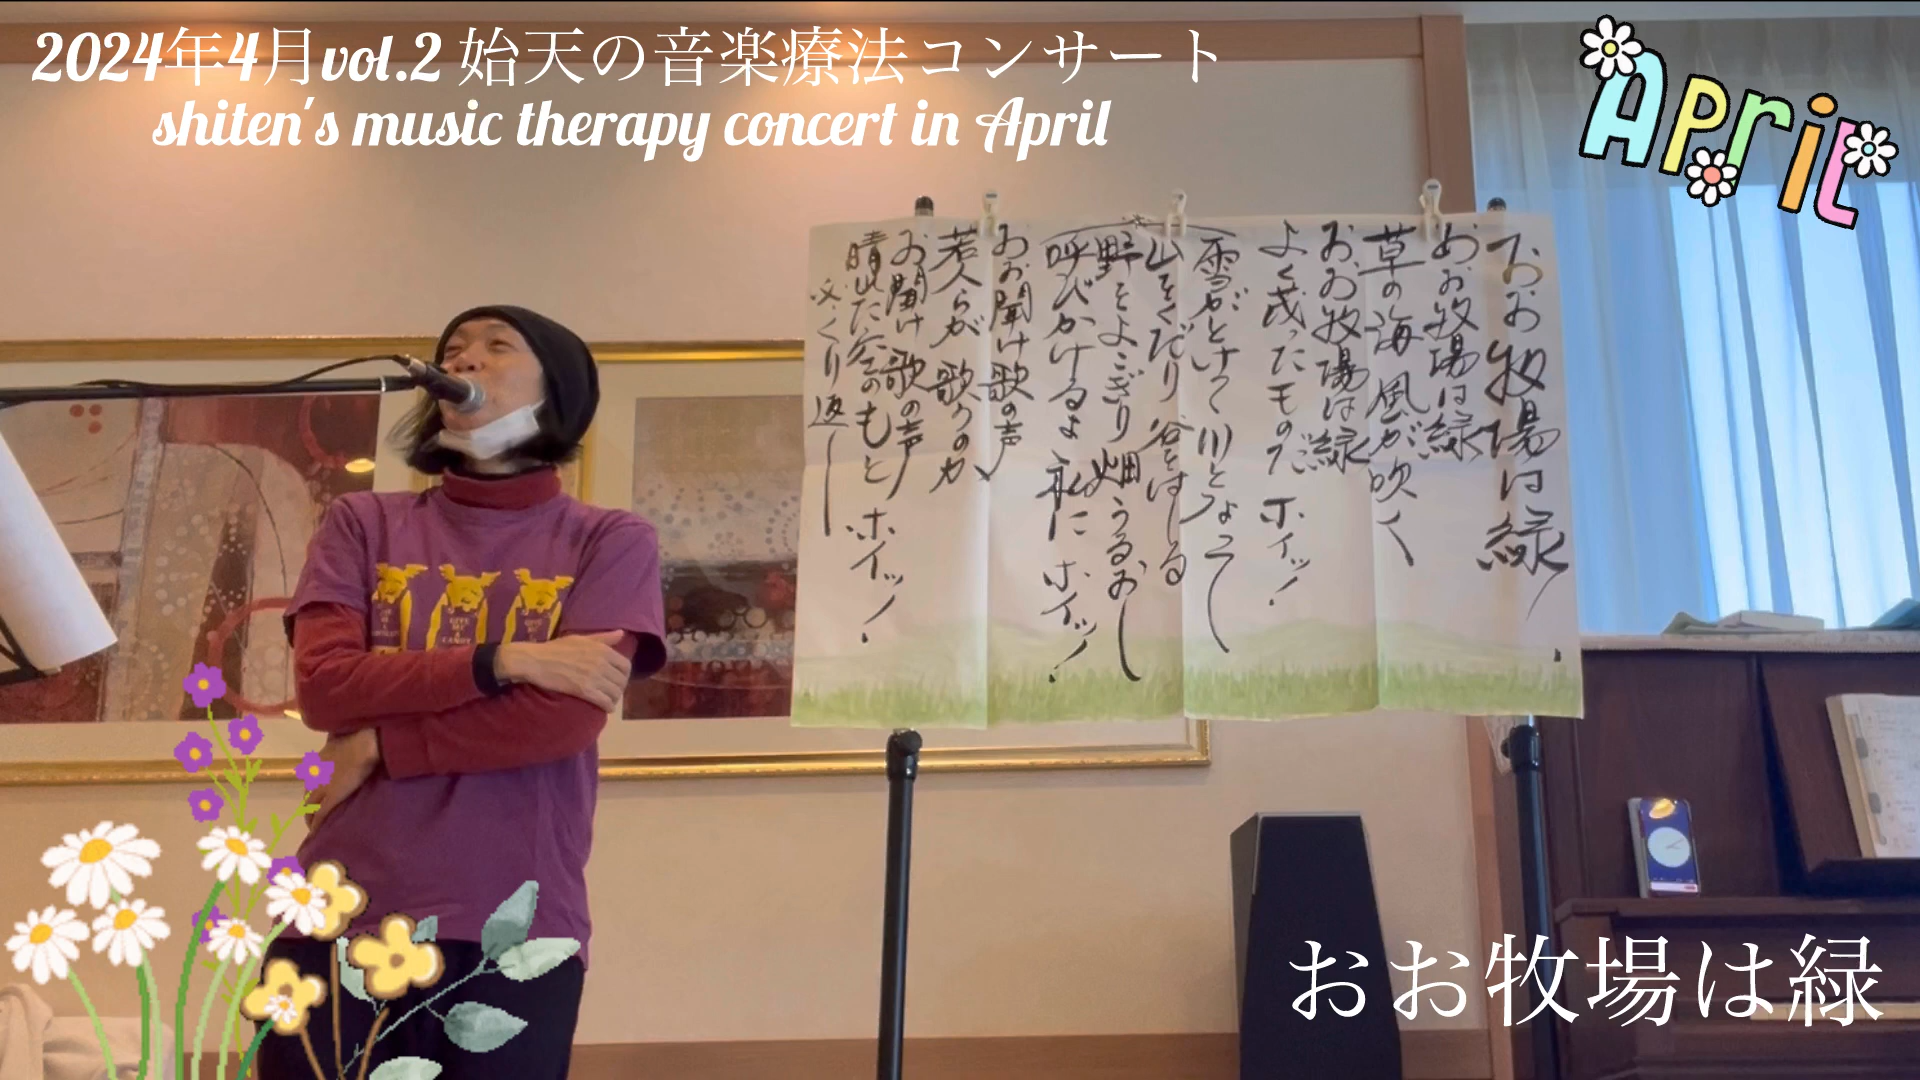 2024年4月vol.2 始天の音楽療法コンサート
shiten's music therapy concert in April
APRIL
おお牧場は緑
おお牧場は緑
草の海 風が吹く
おお牧場は緑
よく茂ったものだ ホイッ!
雪がとけて 川となって
山をくだり 谷をはしる
野をよこぎり 畑うるおし
呼びかけるよ 私に ホイッ!
おお聞け歌の声
若人らが 歌うのか
お聞け 歌の声
晴れた空のもと ホイッ!
くり返し
GIVE ME A CANDY
おお牧場は緑